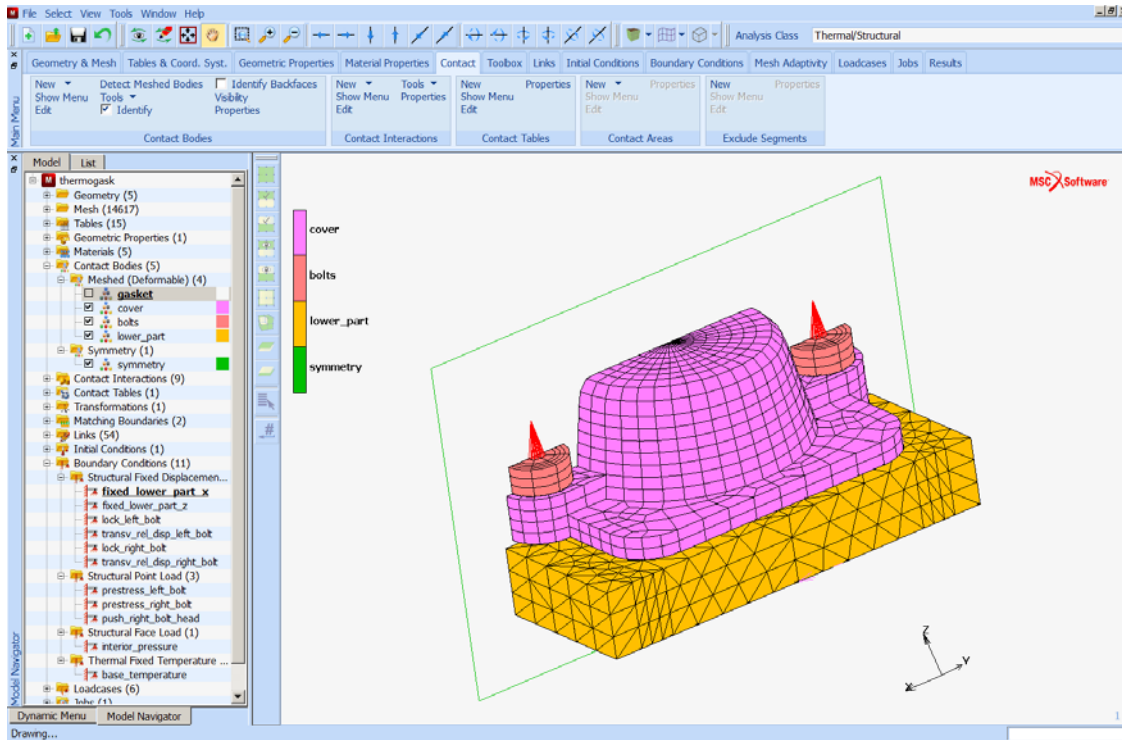 File Select View Tools Window Help
Analysis Class Thermal/Structural
Geometry & Mesh Tables & Coord. Syst. Geometric Properties Material Properties Contact Toolbox Links Initial Conditions Boundary Conditions Mesh Adaptivity Loadcases Jobs Results
New Detect Meshed Bodies Identify Backfaces New Tools New Properties New Properties New Properties
Show Menu Tools Visibility Show Menu Properties Show Menu Show Menu Show Menu
Edit Identify Properties Edit Edit Edit Edit
Contact Bodies Contact Interactions Contact Tables Contact Areas Exclude Segments
Main Menu
Model List
thermogask
Geometry (5)
Mesh (14617)
Tables (15)
Geometric Properties (1)
Materials (5)
Contact Bodies (5)
Meshed (Deformable) (4)
gasket
cover
bolts
lower_part
Symmetry (1)
symmetry
Contact Interactions (9)
Contact Tables (1)
Transformations (1)
Matching Boundaries (2)
Links (54)
Initial Conditions (1)
Boundary Conditions (11)
Structural Fixed Displacemen...
fixed_lower_part_x
fixed_lower_part_z
lock_left_bolt
transv_rel_disp_left_bolt
lock_right_bolt
transv_rel_disp_right_bolt
Structural Point Load (3)
prestress_left_bolt
prestress_right_bolt
push_right_bolt_head
Structural Face Load (1)
interior_pressure
Thermal Fixed Temperature ...
base_temperature
Loadcases (6)
Jobs (1)
Model Navigator
Dynamic Menu Model Navigator
Drawing...
cover
bolts
lower_part
symmetry
MSC Software
Z
Y
X
1